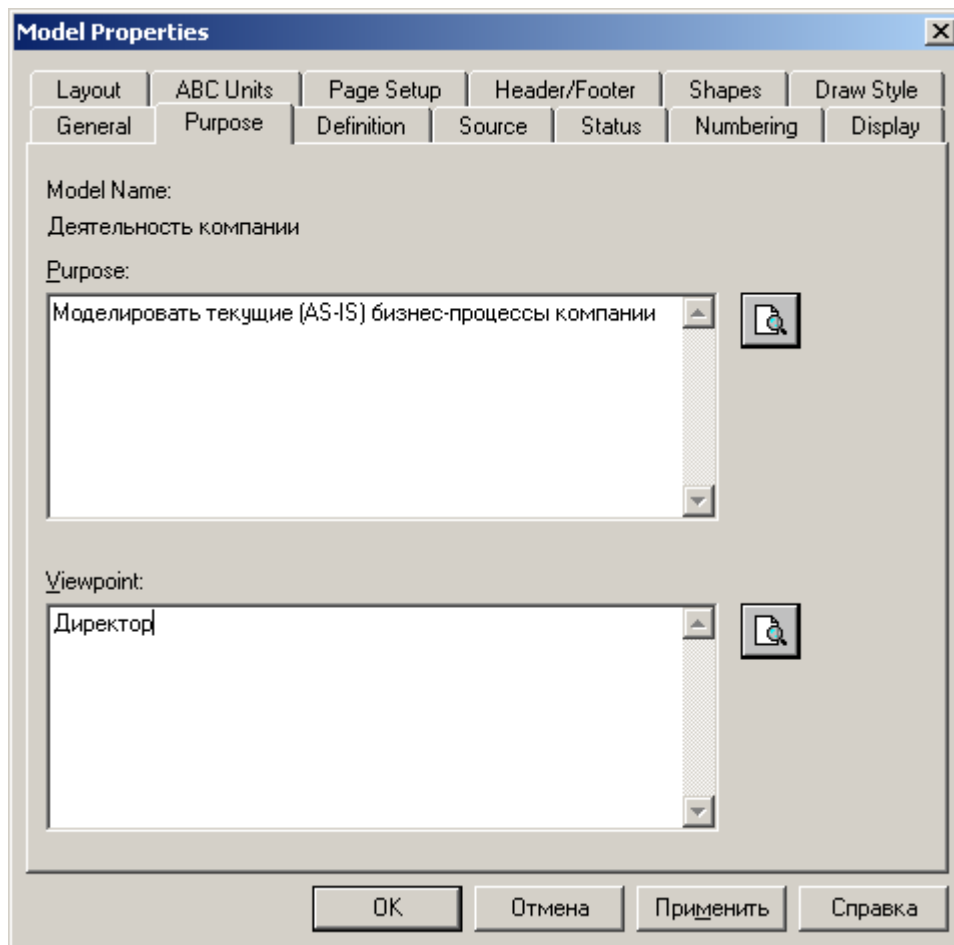 Model Properties
Layout ABC Units Page Setup Header/Footer Shapes Draw Style
General Purpose Definition Source Status Numbering Display
Model Name:
Деятельность компании
Purpose:
Моделировать текущие (AS-IS) бизнес-процессы компании
Viewpoint:
Директор
OK Отмена Применить Справка